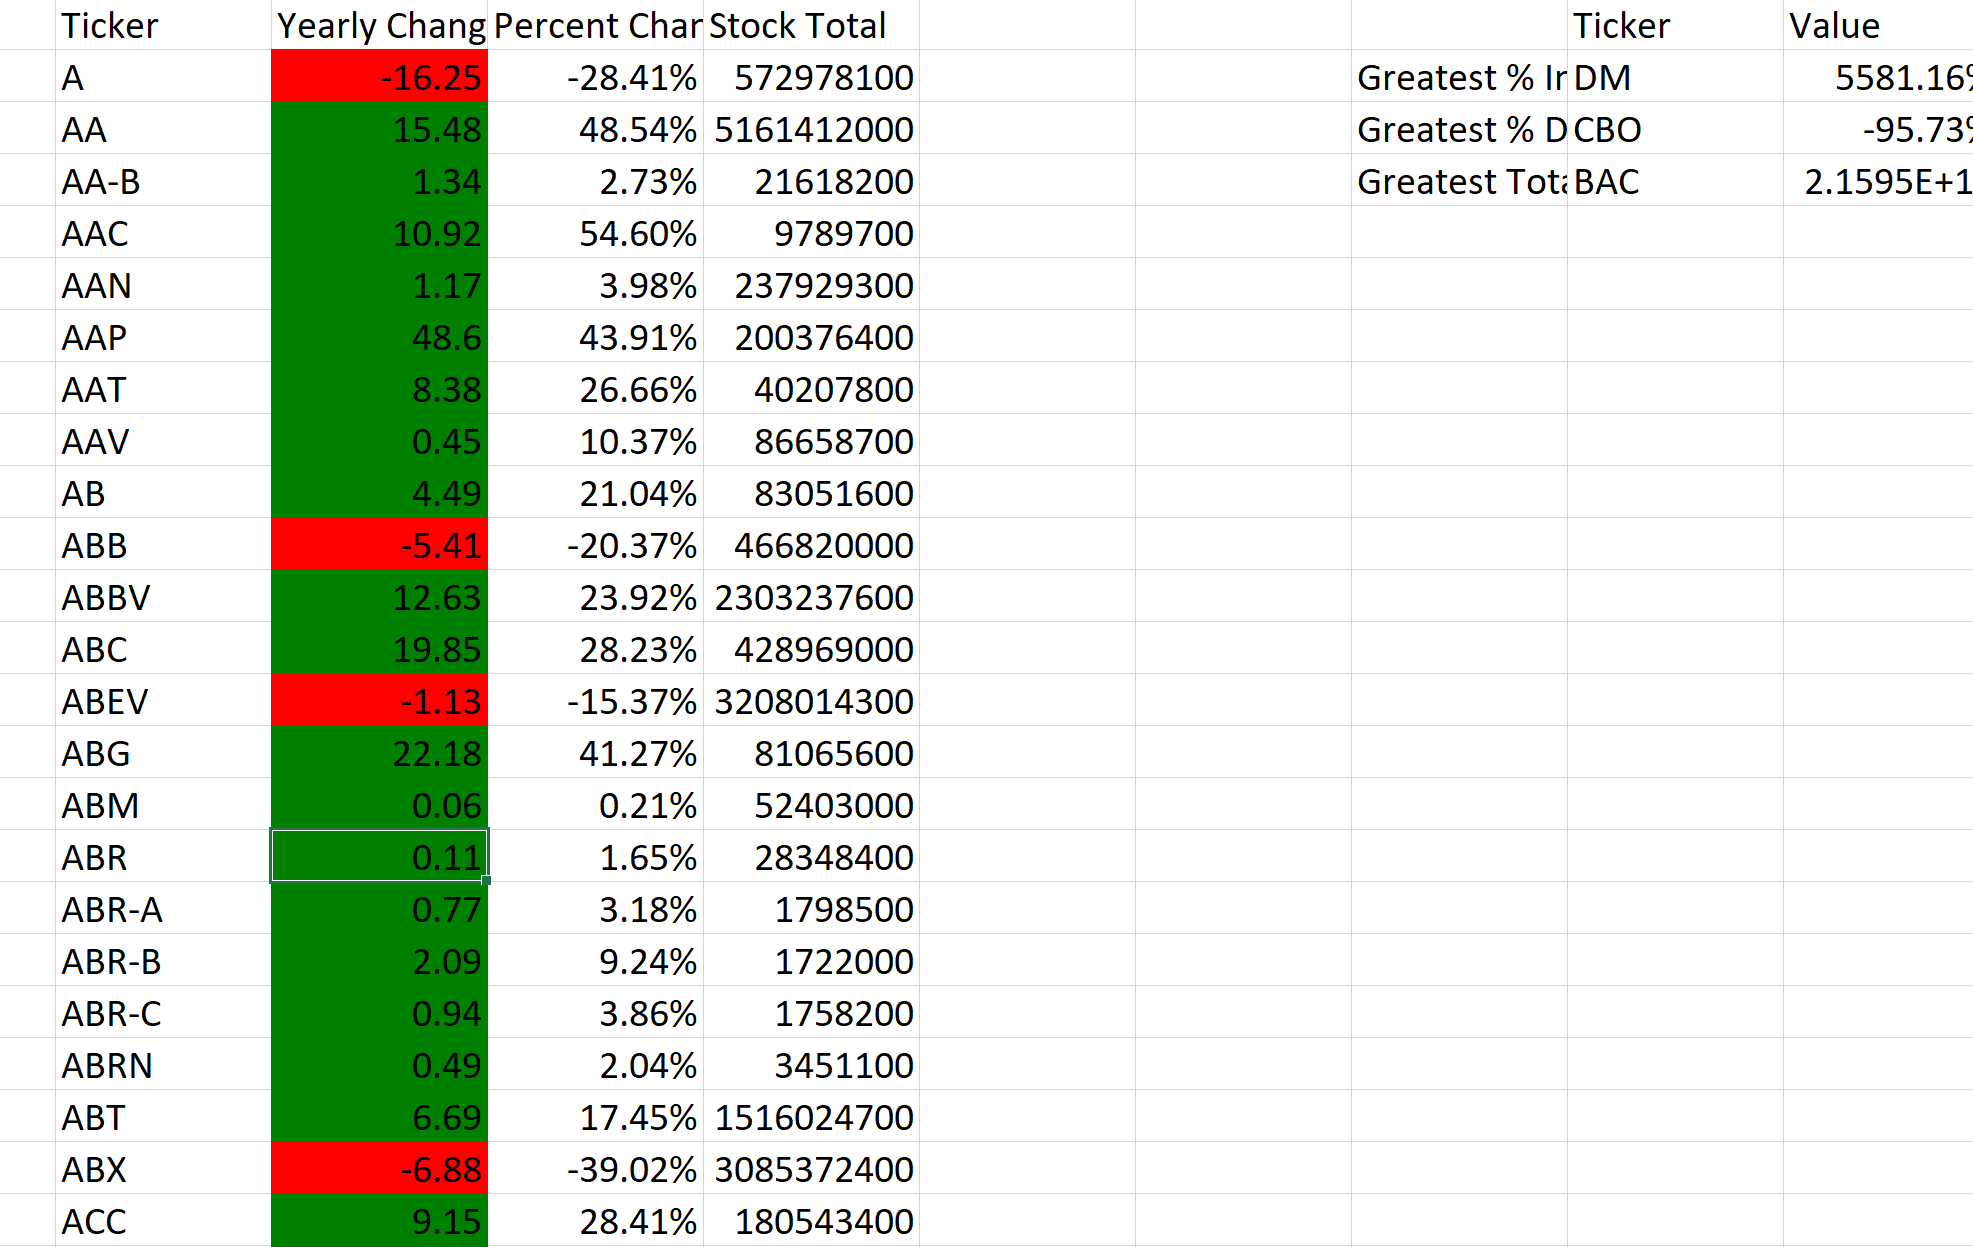 Ticker Yearly Chang Percent Char Stock Total Ticker Value
A -16.25 -28.41% 572978100 Greatest % In DM 5581.16%
AA 15.48 48.54% 5161412000 Greatest % D CBO -95.73%
AA-B 1.34 2.73% 21618200 Greatest Tota BAC 2.1595E+1
AAC 10.92 54.60% 9789700
AAN 1.17 3.98% 237929300
AAP 48.6 43.91% 200376400
AAT 8.38 26.66% 40207800
AAV 0.45 10.37% 86658700
AB 4.49 21.04% 83051600
ABB -5.41 -20.37% 466820000
ABBV 12.63 23.92% 2303237600
ABC 19.85 28.23% 428969000
ABEV -1.13 -15.37% 3208014300
ABG 22.18 41.27% 81065600
ABM 0.06 0.21% 52403000
ABR 0.11 1.65% 28348400
ABR-A 0.77 3.18% 1798500
ABR-B 2.09 9.24% 1722000
ABR-C 0.94 3.86% 1758200
ABRN 0.49 2.04% 3451100
ABT 6.69 17.45% 1516024700
ABX -6.88 -39.02% 3085372400
ACC 9.15 28.41% 180543400